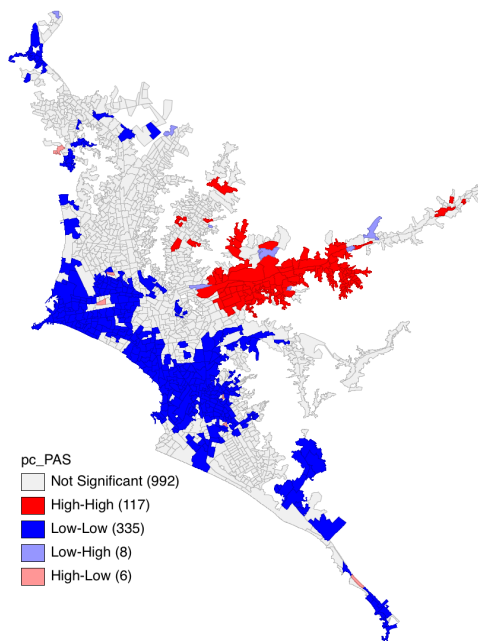 pc_PAS
Not Significant (992)
High-High (117)
Low-Low (335)
Low-High (8)
High-Low (6)